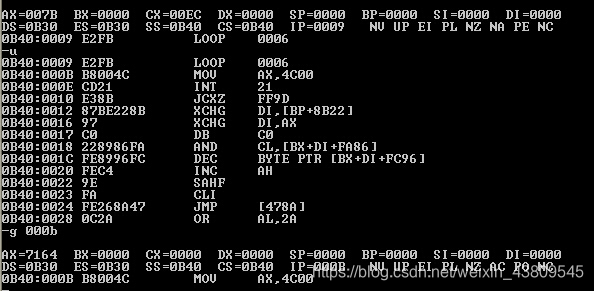 AX=007B BX=0000 CX=00EC DX=0000 SP=0000 BP=0000 SI=0000 DI=0000
DS=0B30 ES=0B30 SS=0B40 CS=0B40 IP=0009 NV UP EI PL NZ NA PE NC
0B40:0009 E2FB LOOP 0006
-u
0B40:0009 E2FB LOOP 0006
0B40:000B B8004C MOV AX,4C00
0B40:000E CD21 INT 21
0B40:0010 E38B JCXZ FF9D
0B40:0012 87BE228B XCHG DI,[BP+8B22]
0B40:0016 97 XCHG DI,AX
0B40:0017 C0 DB C0
0B40:0018 228986FA AND CL,[BX+DI+FA86]
0B40:001C FE8996FC DEC BYTE PTR [BX+DI+FC96]
0B40:0020 FEC4 INC AH
0B40:0022 9E SAHF
0B40:0023 FA CLI
0B40:0024 FE268A47 JMP [478A]
0B40:0028 0C2A OR AL,2A
-g 000b
AX=7164 BX=0000 CX=0000 DX=0000 SP=0000 BP=0000 SI=0000 DI=0000
DS=0B30 ES=0B30 SS=0B40 CS=0B40 IP=000B NV UP EI PL NZ AC PO NC
0B40:000B B8004C MOV AX,4C00
https://blog.csdn.net/weixin_43809545